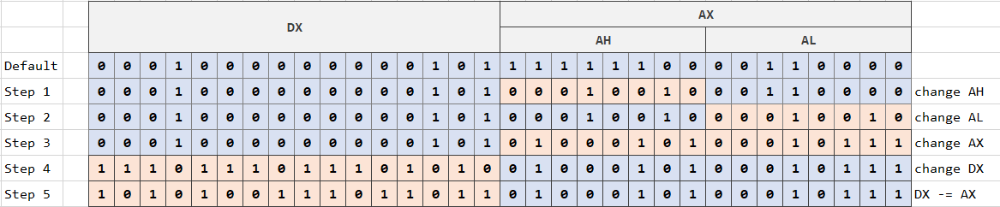 DX AX
AH AL
Default 0 0 0 1 0 0 0 0 0 0 0 0 0 1 0 1 1 1 1 1 1 1 0 0 0 0 1 1 0 0 0 0
Step 1 0 0 0 1 0 0 0 0 0 0 0 0 0 1 0 1 0 0 0 1 0 0 1 0 0 0 1 1 0 0 0 0 change AH
Step 2 0 0 0 1 0 0 0 0 0 0 0 0 0 1 0 1 0 0 0 1 0 0 1 0 0 0 0 1 0 0 1 0 change AL
Step 3 0 0 0 1 0 0 0 0 0 0 0 0 0 1 0 1 0 1 0 0 0 1 0 1 0 0 0 1 0 1 1 1 change AX
Step 4 1 1 1 0 1 1 1 0 1 1 1 0 1 0 1 0 0 1 0 0 0 1 0 1 0 0 0 1 0 1 1 1 change DX
Step 5 1 0 1 0 1 0 0 1 1 1 0 1 1 0 1 1 0 1 0 0 0 1 0 1 0 0 0 1 0 1 1 1 DX -= AX